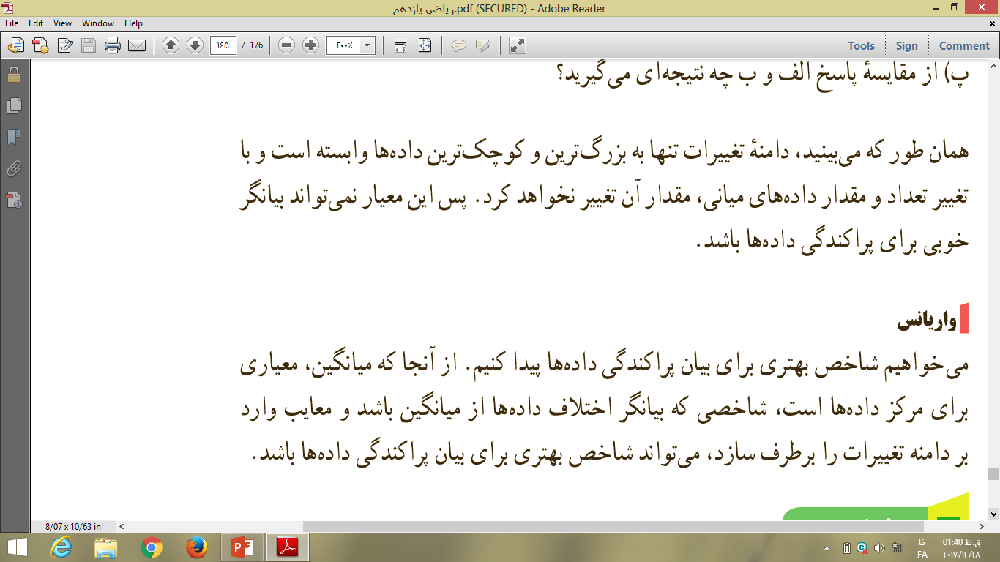 ریاضی یازدهم.pdf (SECURED) - Adobe Reader
File Edit View Window Help
۱۶۵ / 176 ۲۰۰٪ Tools Sign Comment
پ) از مقایسهٔ پاسخ الف و ب چه نتیجه‌ای می‌گیرید؟
همان طور که می‌بینید، دامنهٔ تغییرات تنها به بزرگ‌ترین و کوچک‌ترین داده‌ها وابسته است و با
تغییر تعداد و مقدار داده‌های میانی، مقدار آن تغییر نخواهد کرد. پس این معیار نمی‌تواند بیانگر
خوبی برای پراکندگی داده‌ها باشد.
واریانس
می‌خواهیم شاخص بهتری برای بیان پراکندگی داده‌ها پیدا کنیم. از آنجا که میانگین، معیاری
برای مرکز داده‌ها است، شاخصی که بیانگر اختلاف داده‌ها از میانگین باشد و معایب وارد
بر دامنه تغییرات را برطرف سازد، می‌تواند شاخص بهتری برای بیان پراکندگی داده‌ها باشد.
8/07 x 10/63 in
فا
FA
01:40 ق.ظ
۲۰۱۷/۱۲/۲۸